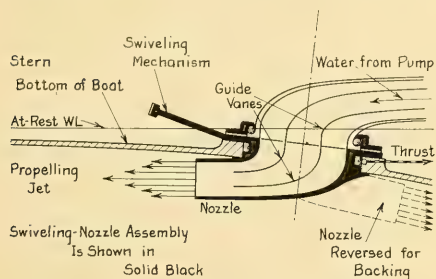 Swiveling
Mechanism
Water from Pump
Stern
Bottom of Boat
Guide
Vanes
At-Rest WL
Thrust
Propelling
Jet
Nozzle
Nozzle
Reversed for
Backing
Swiveling-Nozzle Assembly
Is Shown in
Solid Black